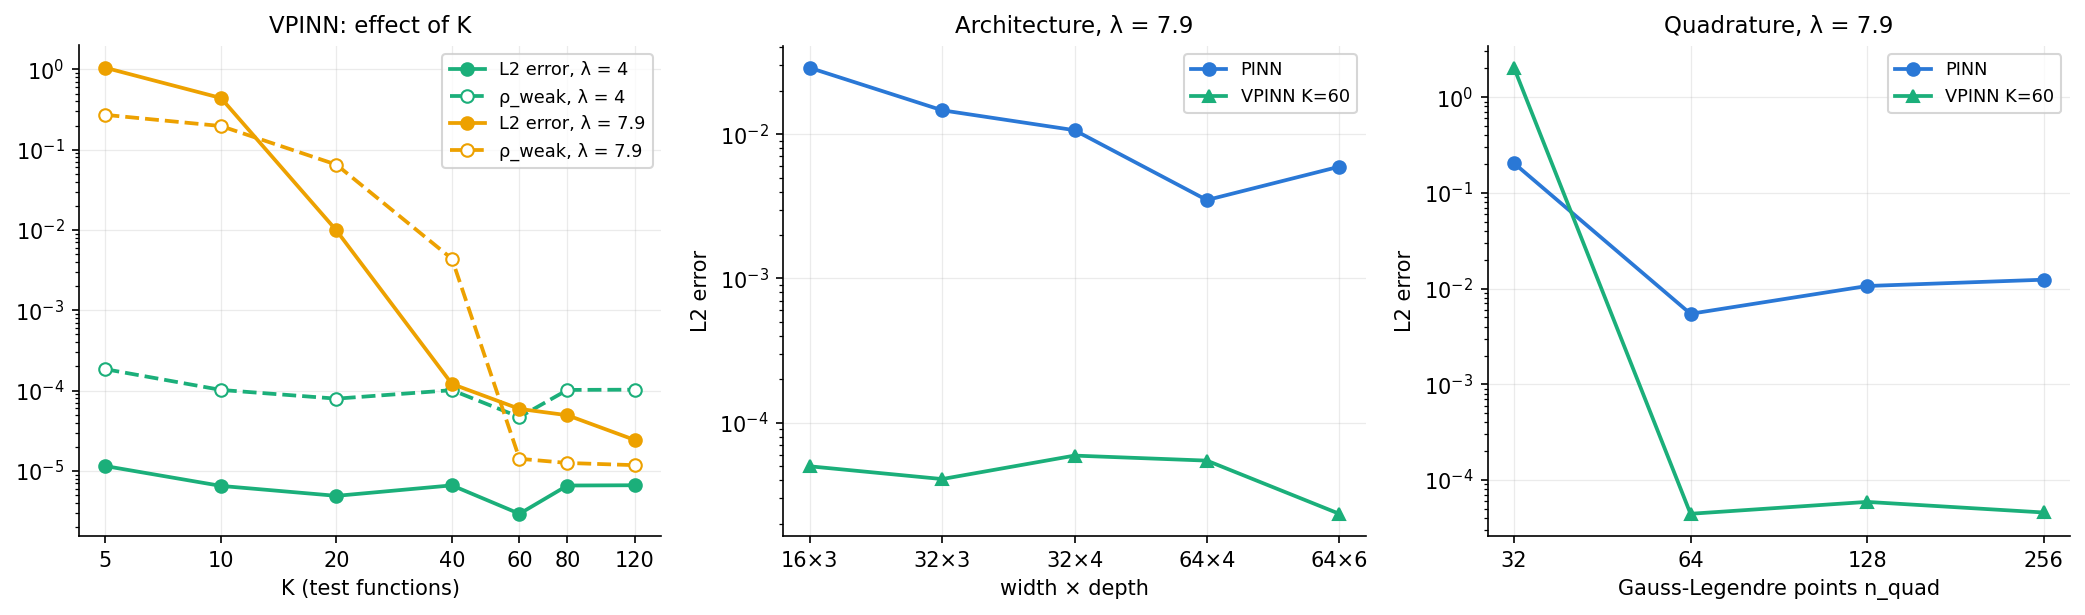 VPINN: effect of K
10⁰
10⁻¹
10⁻²
10⁻³
10⁻⁴
10⁻⁵
L2 error, λ = 4
ρ_weak, λ = 4
L2 error, λ = 7.9
ρ_weak, λ = 7.9
5 10 20 40 60 80 120
K (test functions)
Architecture, λ = 7.9
L2 error
10⁻²
10⁻³
10⁻⁴
PINN
VPINN K=60
16×3 32×3 32×4 64×4 64×6
width × depth
Quadrature, λ = 7.9
L2 error
10⁰
10⁻¹
10⁻²
10⁻³
10⁻⁴
PINN
VPINN K=60
32 64 128 256
Gauss-Legendre points n_quad